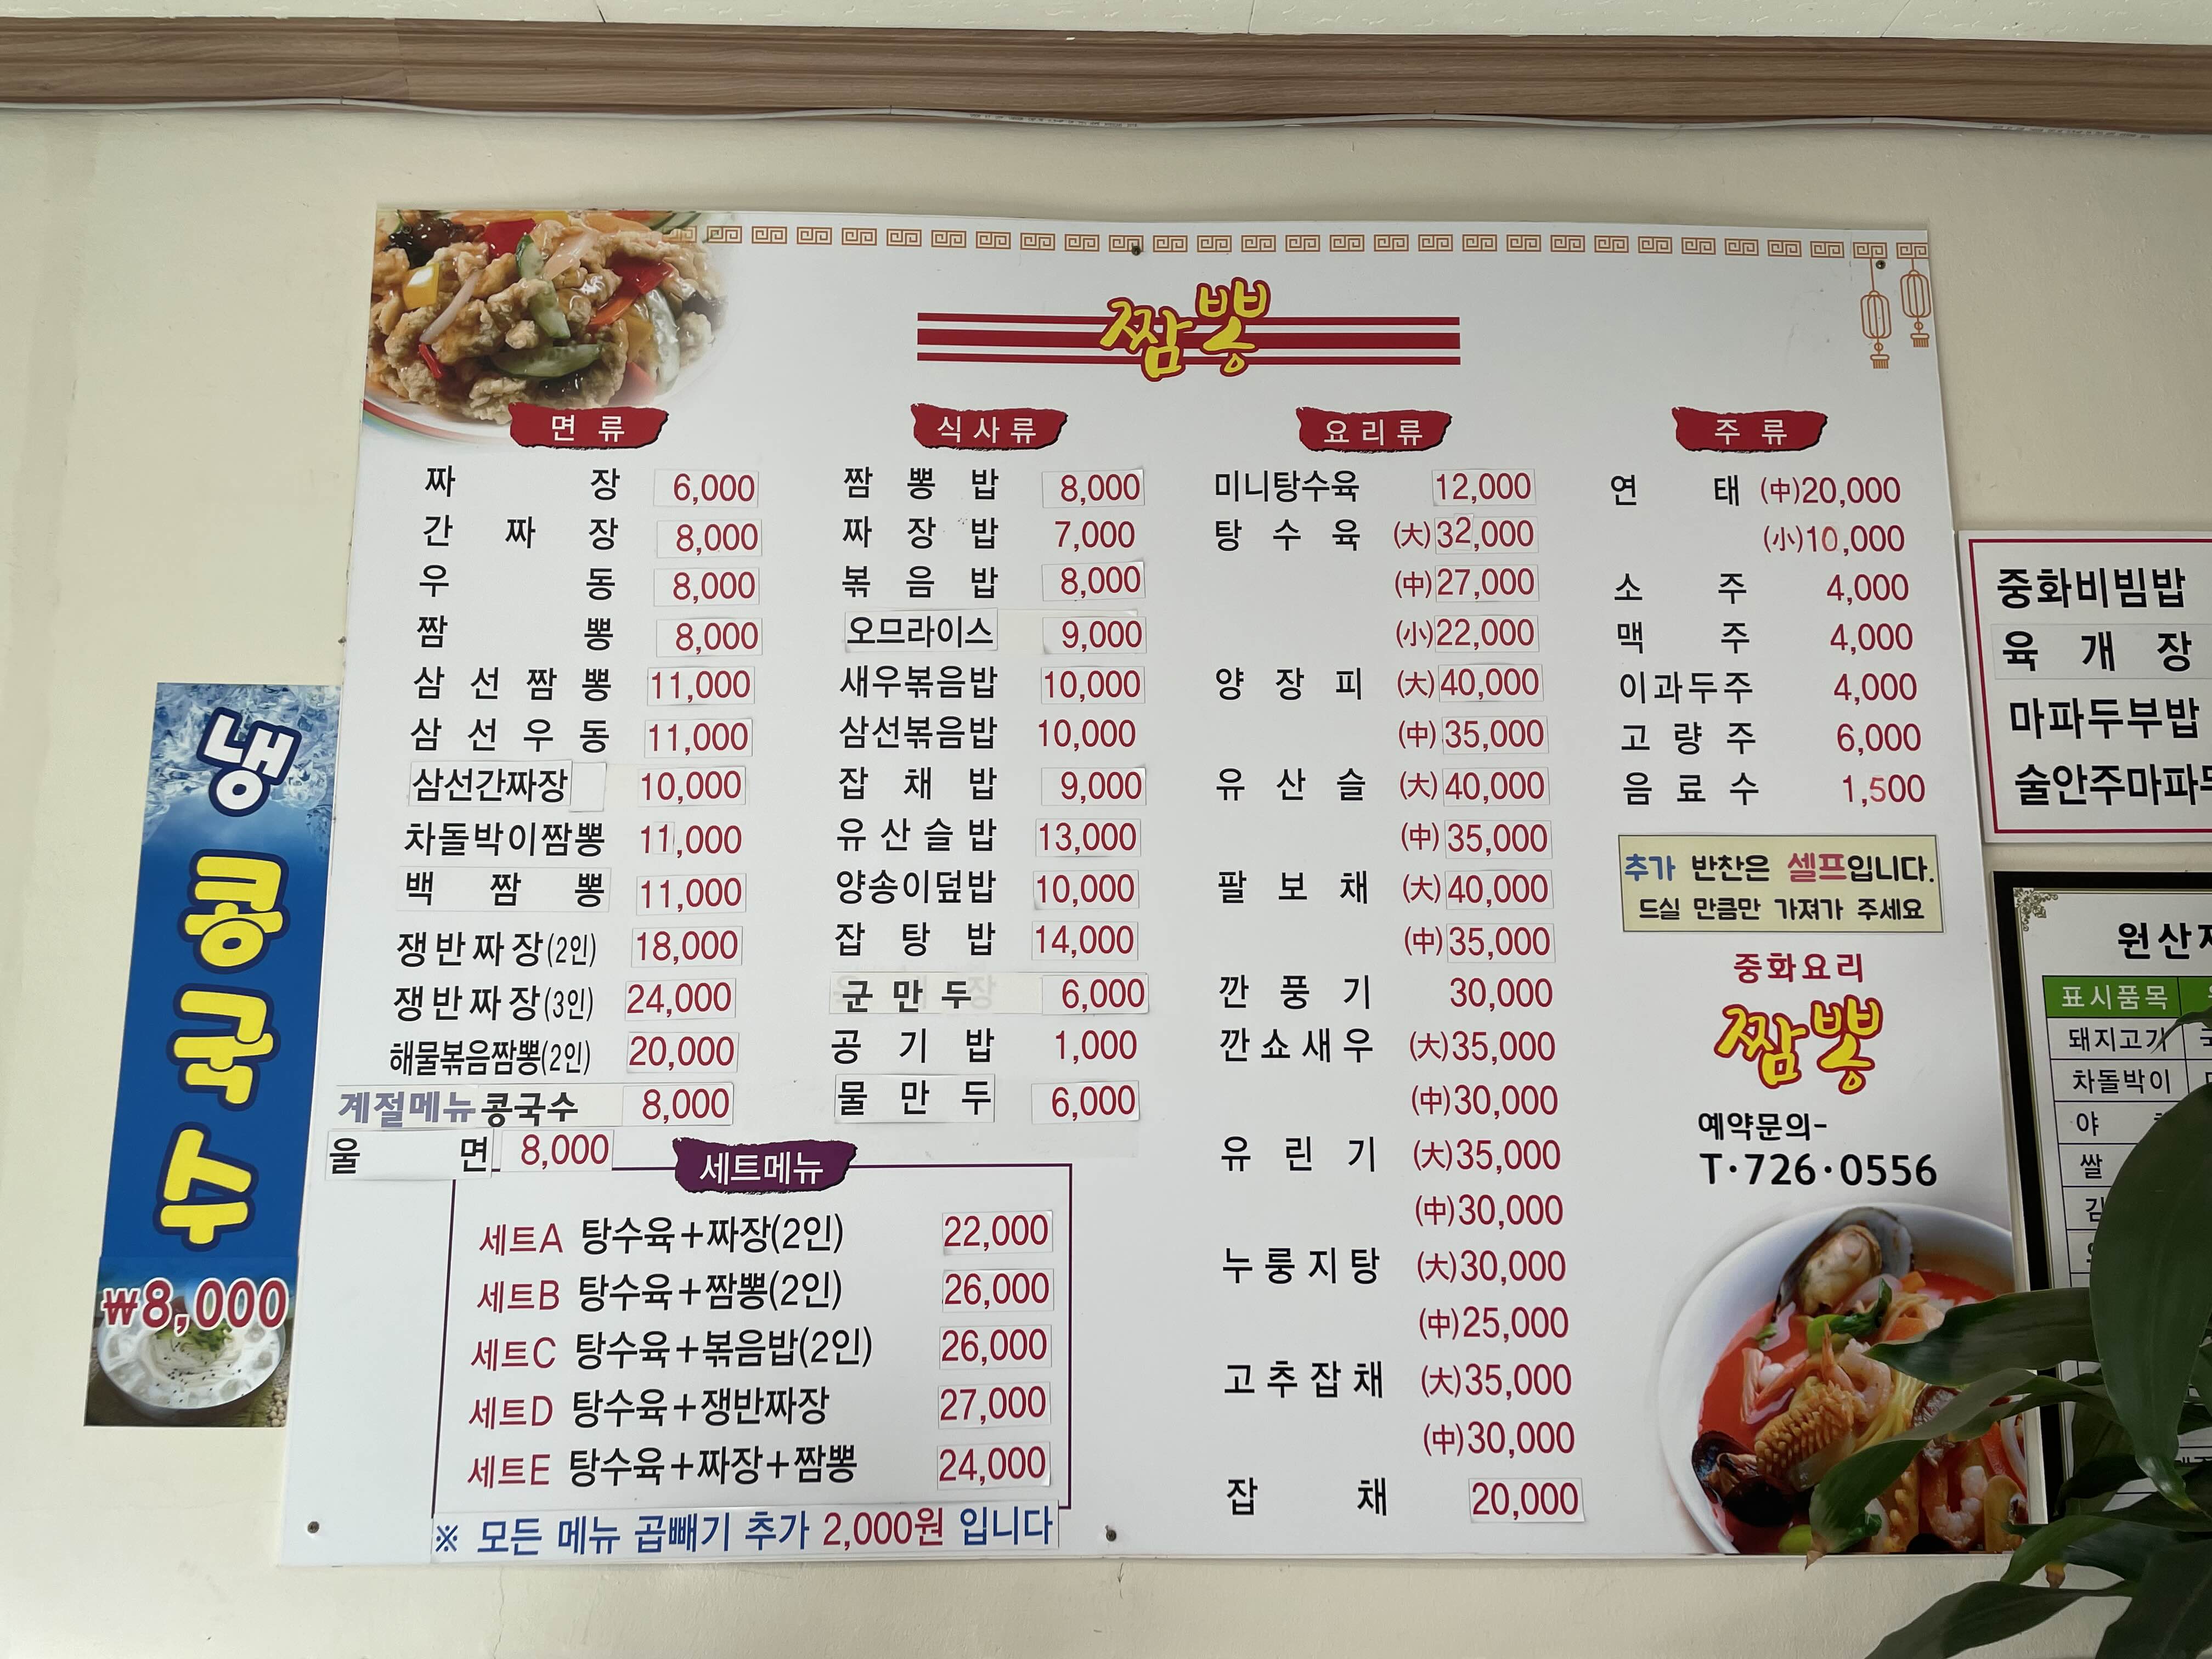 짬뽕
면류
짜장 6,000
간짜장 8,000
우동 8,000
짬뽕 8,000
삼선짬뽕 11,000
삼선우동 11,000
삼선간짜장 10,000
차돌박이짬뽕 11,000
백짬뽕 11,000
쟁반짜장(2인) 18,000
쟁반짜장(3인) 24,000
해물볶음짬뽕(2인) 20,000
계절메뉴 콩국수 8,000
울면 8,000
식사류
짬뽕밥 8,000
짜장밥 7,000
볶음밥 8,000
오므라이스 9,000
새우볶음밥 10,000
삼선볶음밥 10,000
잡채밥 9,000
유산슬밥 13,000
양송이덮밥 10,000
잡탕밥 14,000
군만두 6,000
공기밥 1,000
물만두 6,000
세트메뉴
세트A 탕수육+짜장(2인) 22,000
세트B 탕수육+짬뽕(2인) 26,000
세트C 탕수육+볶음밥(2인) 26,000
세트D 탕수육+쟁반짜장 27,000
세트E 탕수육+짜장+짬뽕 24,000
※ 모든 메뉴 곱빼기 추가 2,000원 입니다
요리류
미니탕수육 12,000
탕수육 (大)32,000
(中)27,000
(小)22,000
양장피 (大)40,000
(中)35,000
유산슬 (大)40,000
(中)35,000
팔보채 (大)40,000
(中)35,000
깐풍기 30,000
깐쇼새우 (大)35,000
(中)30,000
유린기 (大)35,000
(中)30,000
누룽지탕 (大)30,000
(中)25,000
고추잡채 (大)35,000
(中)30,000
잡채 20,000
주류
연태 (中)20,000
(小)10,000
소주 4,000
맥주 4,000
이과두주 4,000
고량주 6,000
음료수 1,500
추가 반찬은 셀프입니다.
드실 만큼만 가져가 주세요
중화요리
짬뽕
예약문의-
T·726·0556
냉콩국수
₩8,000
중화비빔밥
육개장
마파두부밥
술안주마파두
원산지
표시품목
돼지고기
차돌박이
야
쌀